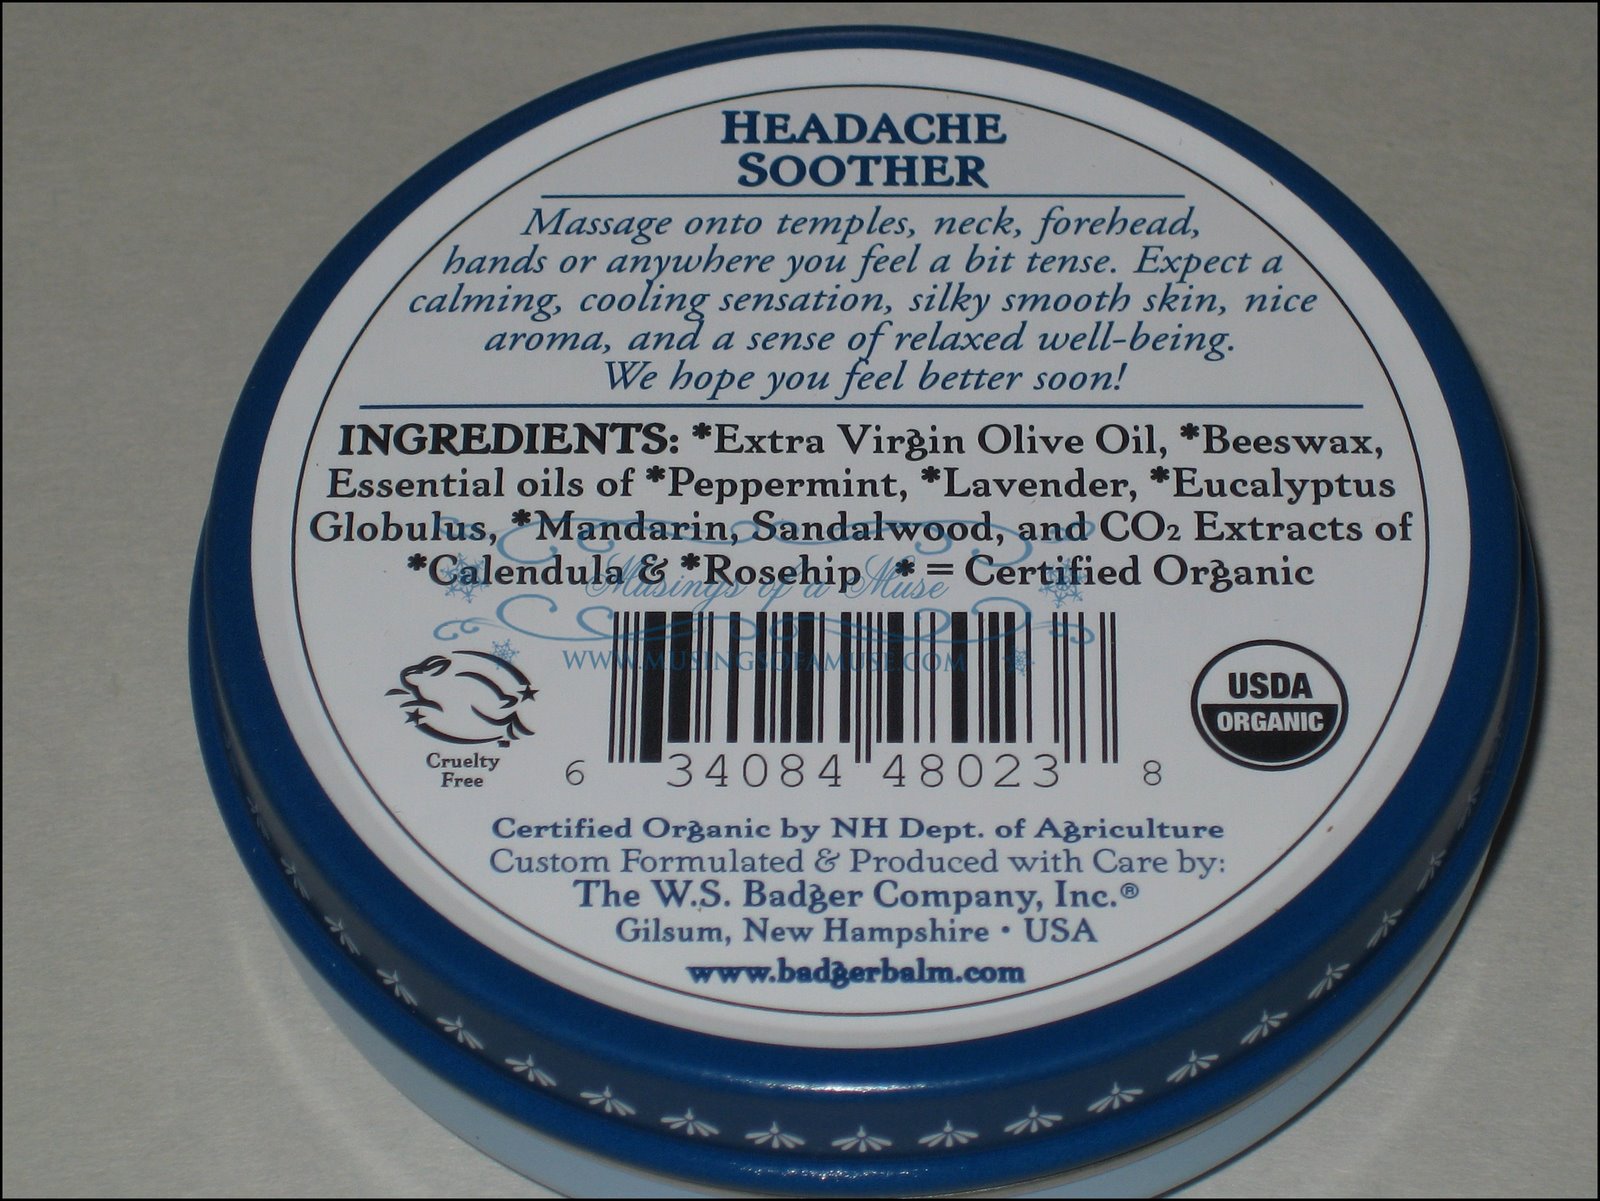 HEADACHE
SOOTHER
Massage onto temples, neck, forehead,
hands or anywhere you feel a bit tense. Expect a
calming, cooling sensation, silky smooth skin, nice
aroma, and a sense of relaxed well-being.
We hope you feel better soon!
INGREDIENTS: *Extra Virgin Olive Oil, *Beeswax,
Essential oils of *Peppermint, *Lavender, *Eucalyptus
Globulus, *Mandarin, Sandalwood, and CO2 Extracts of
*Calendula & *Rosehip * = Certified Organic
Musings of a Muse
WWW.MUSINGSOFAMUSE.COM
Cruelty
Free
™
6 34084 48023 8
USDA
ORGANIC
Certified Organic by NH Dept. of Agriculture
Custom Formulated & Produced with Care by:
The W.S. Badger Company, Inc.®
Gilsum, New Hampshire • USA
www.badgerbalm.com